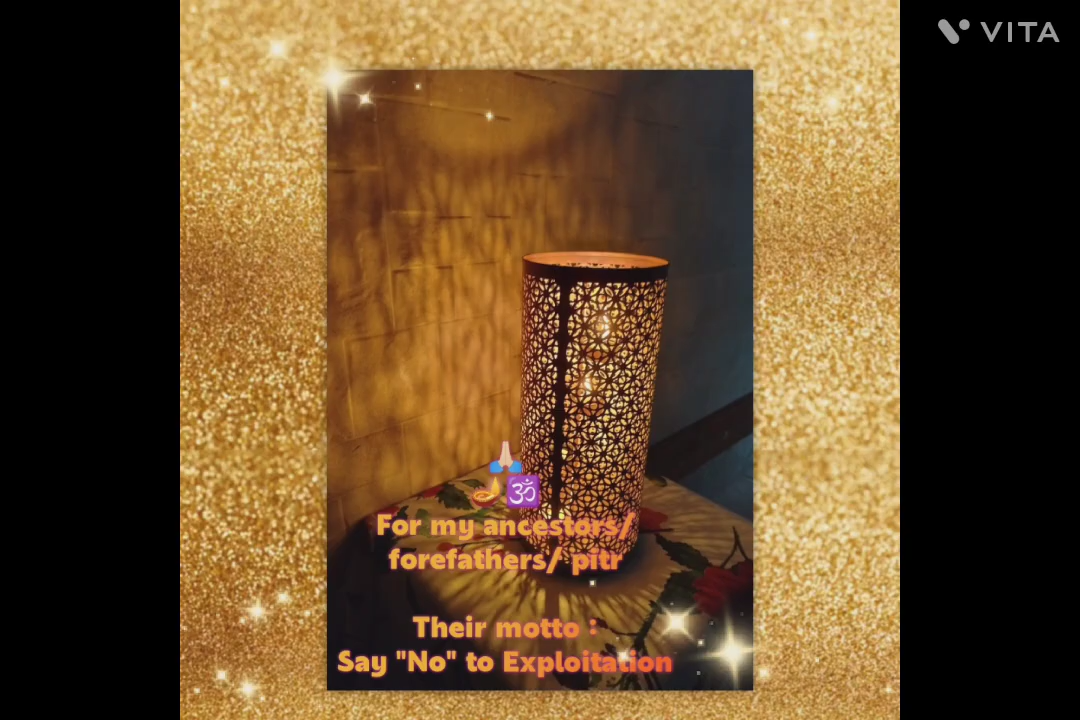 VITA
🙏🏻
🪔🕉️
For my ancestors/
forefathers/ pitr
Their motto :
Say "No" to Exploitation